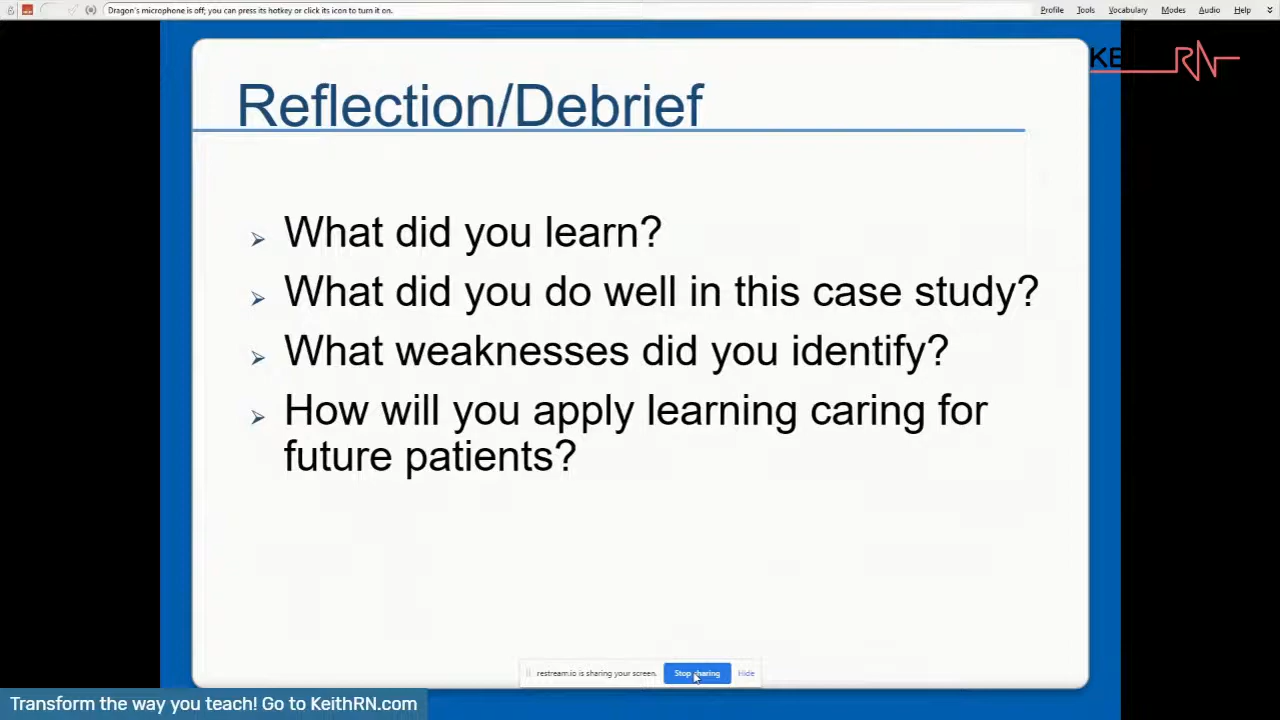 Dragon's microphone is off; you can press its hotkey or click its icon to turn it on.
Profile Tools Vocabulary Modes Audio Help
KE RN
Reflection/Debrief
What did you learn?
What did you do well in this case study?
What weaknesses did you identify?
How will you apply learning caring for
future patients?
restream.io is sharing your screen.
Stop sharing
Hide
Transform the way you teach! Go to KeithRN.com